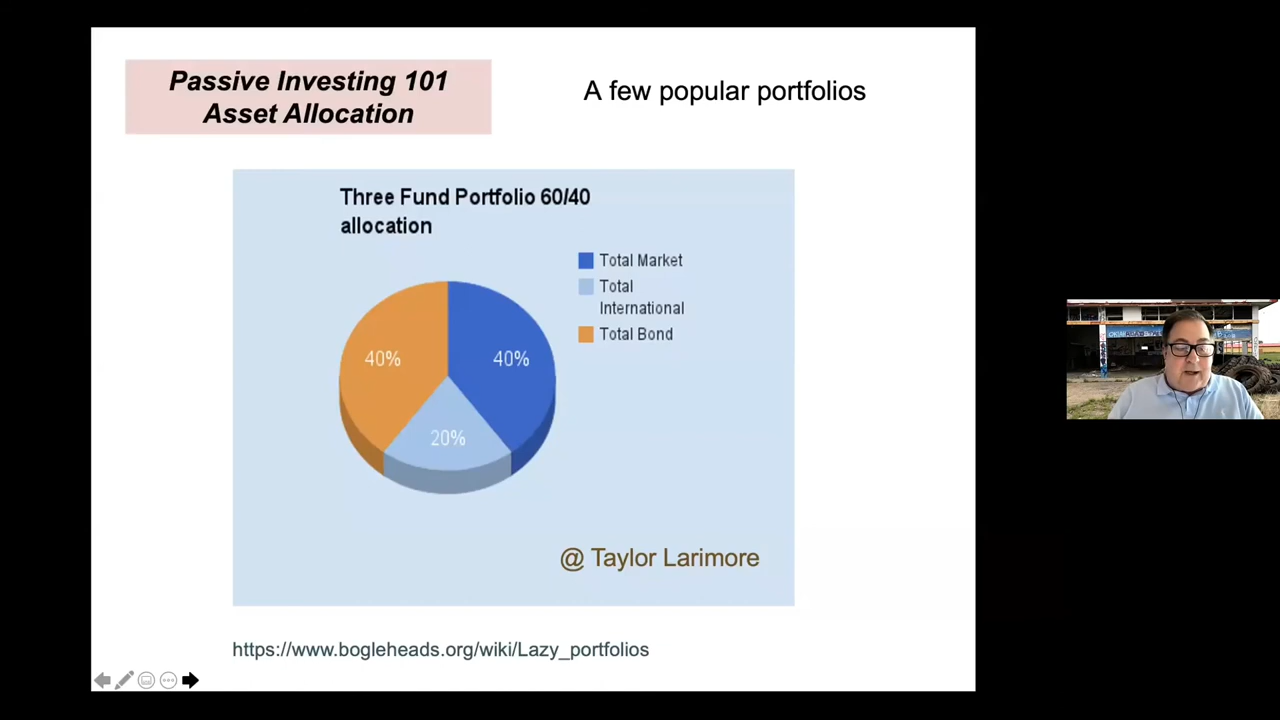 Passive Investing 101
Asset Allocation
A few popular portfolios
Three Fund Portfolio 60/40
allocation
Total Market
Total
International
Total Bond
40%
40%
20%
@ Taylor Larimore
https://www.bogleheads.org/wiki/Lazy_portfolios